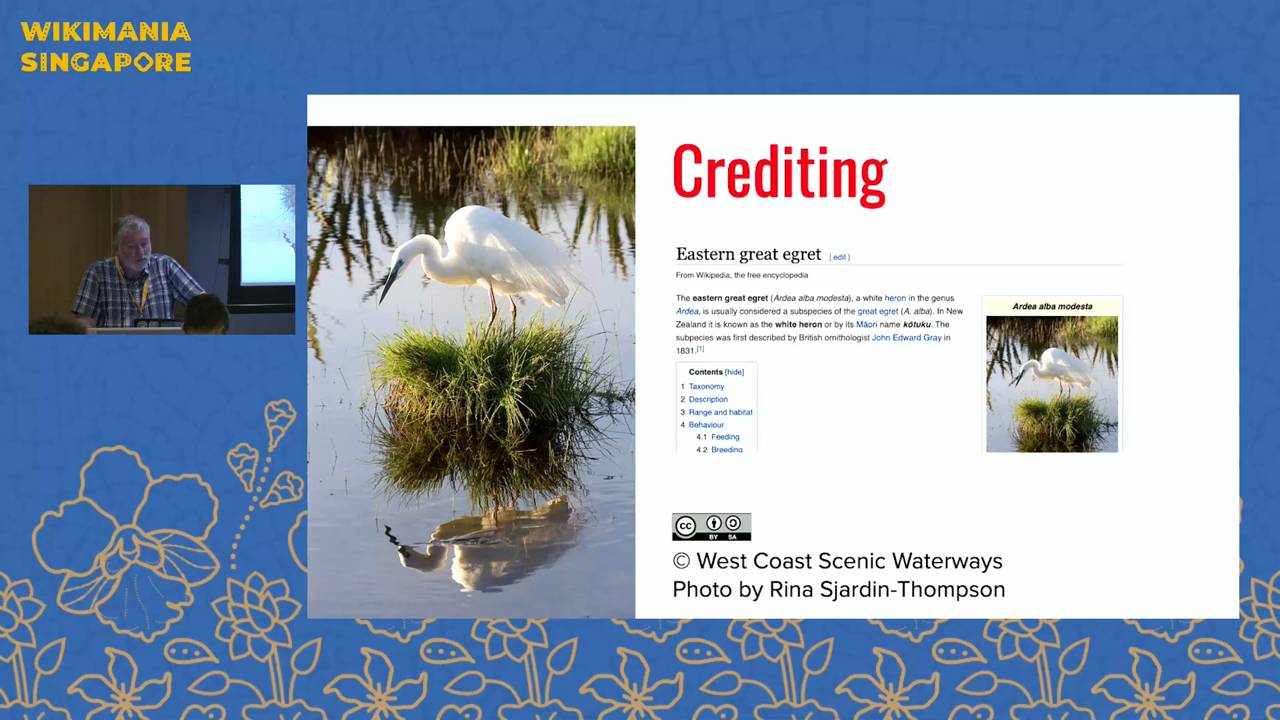 WIKIMANIA
SINGAPORE
Crediting
Eastern great egret [ edit ]
From Wikipedia, the free encyclopedia
The eastern great egret (Ardea alba modesta), a white heron in the genus
Ardea, is usually considered a subspecies of the great egret (A. alba). In New
Zealand it is known as the white heron or by its Māori name kōtuku. The
subspecies was first described by British ornithologist John Edward Gray in
1831.[1]
Ardea alba modesta
Contents [hide]
1 Taxonomy
2 Description
3 Range and habitat
4 Behaviour
4.1 Feeding
4.2 Breeding
CC BY SA
© West Coast Scenic Waterways
Photo by Rina Sjardin-Thompson